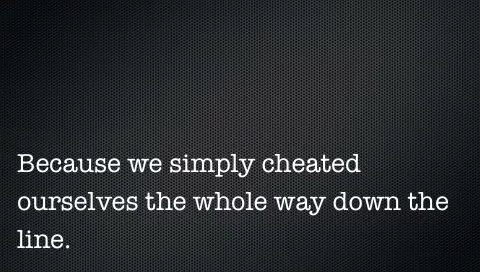 Because we simply cheated
ourselves the whole way down the
line.